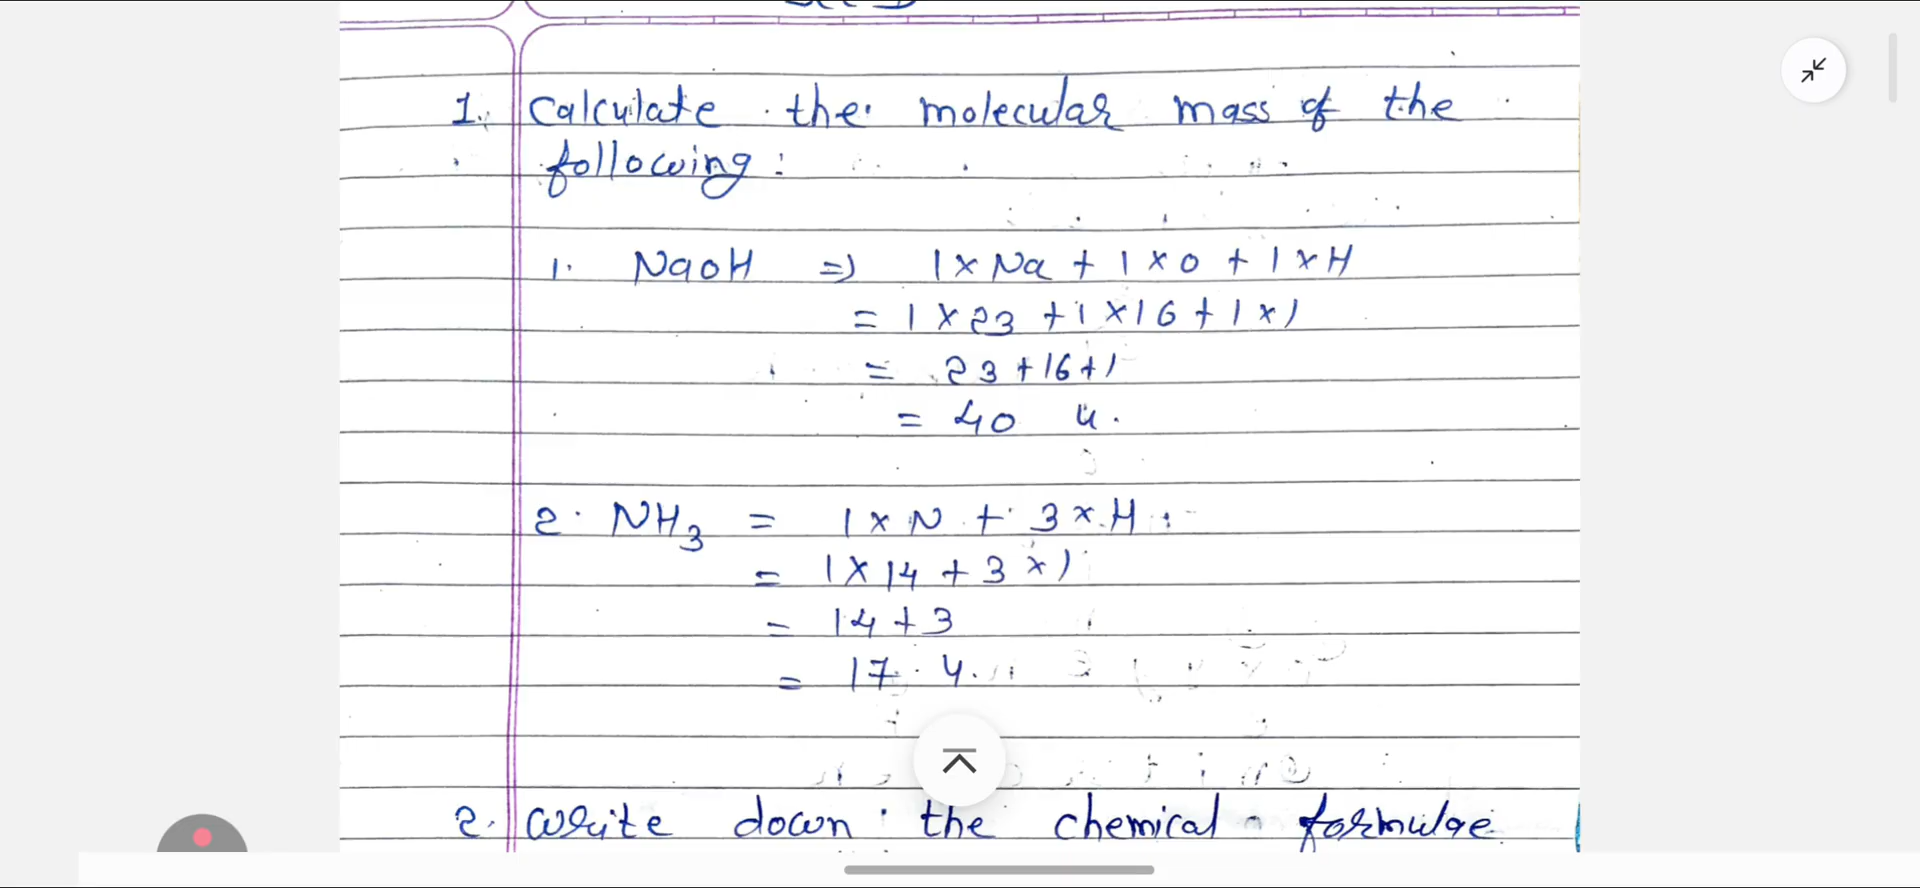 1. Calculate the molecular mass of the
following:
1. NaOH => 1 x Na + 1 x O + 1 x H
= 1 x 23 + 1 x 16 + 1 x 1
= 23 + 16 + 1
= 40 u.
2. NH3 = 1 x N + 3 x H
= 1 x 14 + 3 x 1
= 14 + 3
= 17 u.
2. Write down the chemical formulae